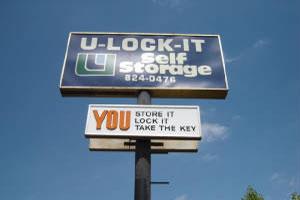 U-LOCK-IT
Self
Storage
824-0476
YOU STORE IT
LOCK IT
TAKE THE KEY